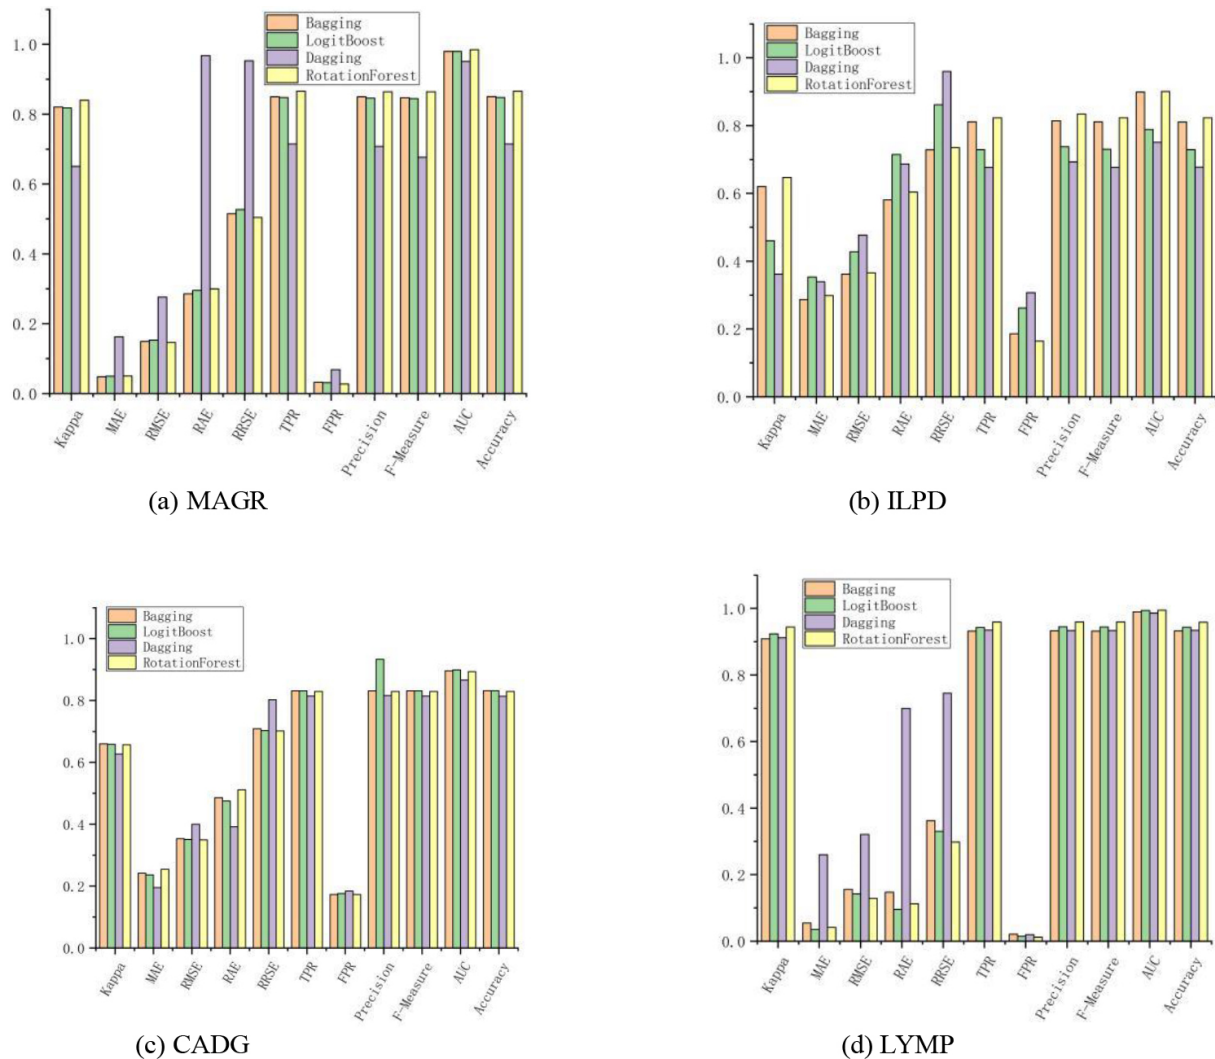 Bagging
LogitBoost
Dagging
RotationForest
1.0
0.8
0.6
0.4
0.2
0.0
Kappa
MAE
RMSE
RAE
RRSE
TPR
FPR
Precision
F-Measure
AUC
Accuracy
(a) MAGR
Bagging
LogitBoost
Dagging
RotationForest
1.0
0.8
0.6
0.4
0.2
0.0
Kappa
MAE
RMSE
RAE
RRSE
TPR
FPR
Precision
F-Measure
AUC
Accuracy
(b) ILPD
Bagging
LogitBoost
Dagging
RotationForest
1.0
0.8
0.6
0.4
0.2
0.0
Kappa
MAE
RMSE
RAE
RRSE
TPR
FPR
Precision
F-Measure
AUC
Accuracy
(c) CADG
Bagging
LogitBoost
Dagging
RotationForest
1.0
0.8
0.6
0.4
0.2
0.0
Kappa
MAE
RMSE
RAE
RRSE
TPR
FPR
Precision
F-Measure
AUC
Accuracy
(d) LYMP